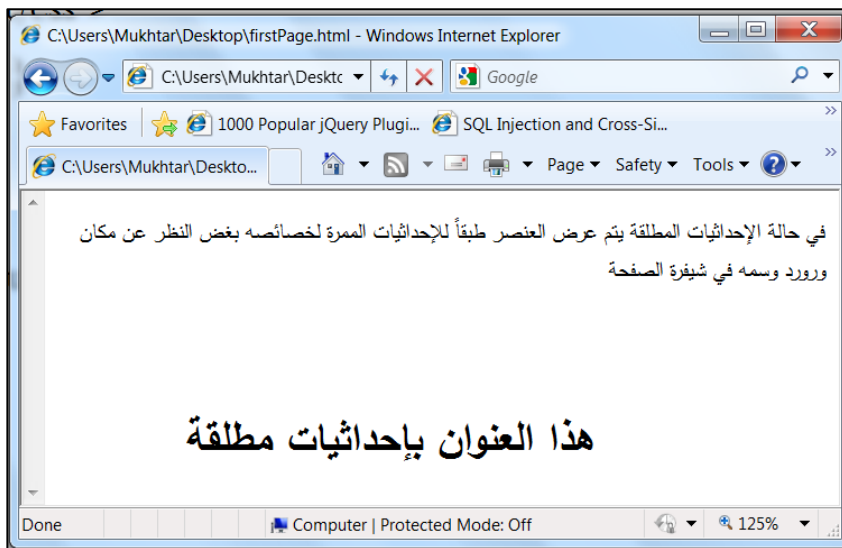 C:\Users\Mukhtar\Desktop\firstPage.html - Windows Internet Explorer
C:\Users\Mukhtar\Desktc Google
Favorites 1000 Popular jQuery Plugi... SQL Injection and Cross-Si...
C:\Users\Mukhtar\Deskto... Page Safety Tools
في حالة الإحداثيات المطلقة يتم عرض العنصر طبقاً للإحداثيات الممرة لخصائصه بغض النظر عن مكان
ورورد وسمه في شيفرة الصفحة
هذا العنوان بإحداثيات مطلقة
Done Computer | Protected Mode: Off 125%